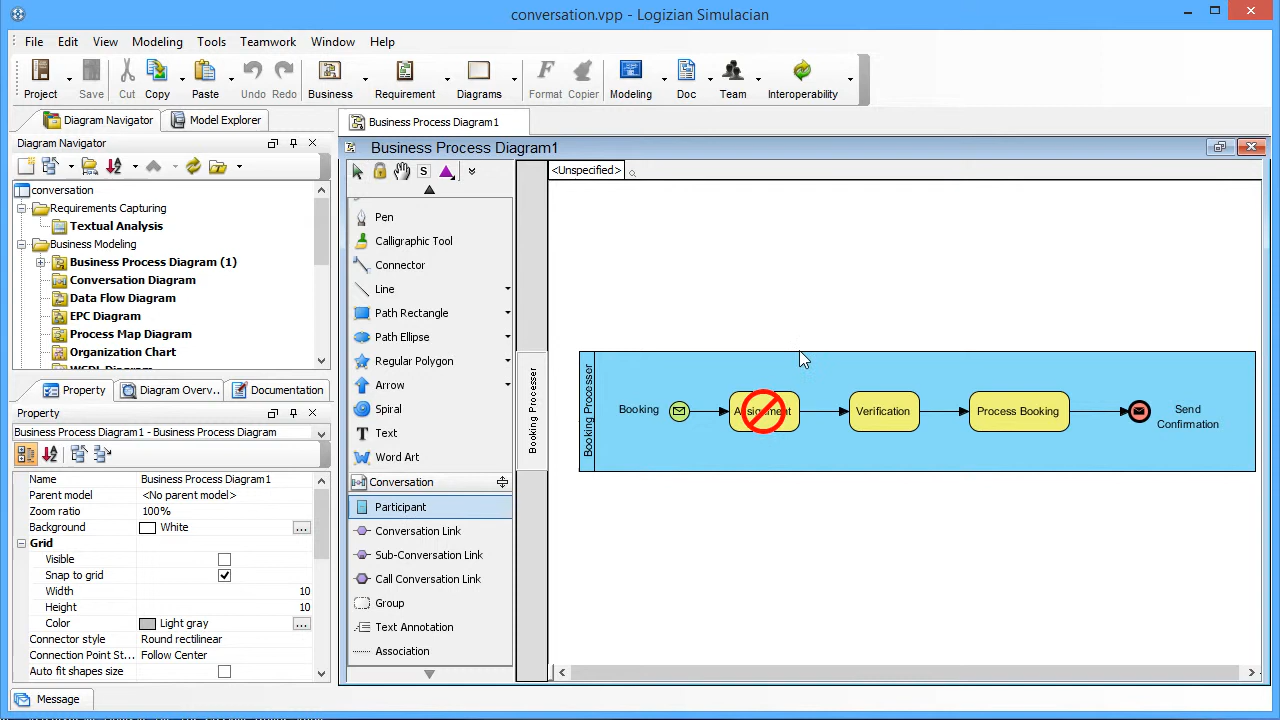 conversation.vpp - Logizian Simulacian
File Edit View Modeling Tools Teamwork Window Help
Project Save Cut Copy Paste Undo Redo Business Requirement Diagrams Format Copier Modeling Doc Team Interoperability
Diagram Navigator Model Explorer
Diagram Navigator
conversation
Requirements Capturing
Textual Analysis
Business Modeling
Business Process Diagram (1)
Conversation Diagram
Data Flow Diagram
EPC Diagram
Process Map Diagram
Organization Chart
Property Diagram Overv... Documentation
Property
Business Process Diagram1 - Business Process Diagram
Name Business Process Diagram1
Parent model <No parent model>
Zoom ratio 100%
Background White ...
Grid
Visible
Snap to grid
Width 10
Height 10
Color Light gray ...
Connector style Round rectilinear
Connection Point St... Follow Center
Auto fit shapes size
Message
Business Process Diagram1
Business Process Diagram1
S
Pen
Calligraphic Tool
Connector
Line
Path Rectangle
Path Ellipse
Regular Polygon
Arrow
Spiral
Text
Word Art
Conversation
Participant
Conversation Link
Sub-Conversation Link
Call Conversation Link
Group
Text Annotation
Association
<Unspecified>
Booking Processer
Booking Processer
Booking
Assignment
Verification
Process Booking
Send
Confirmation